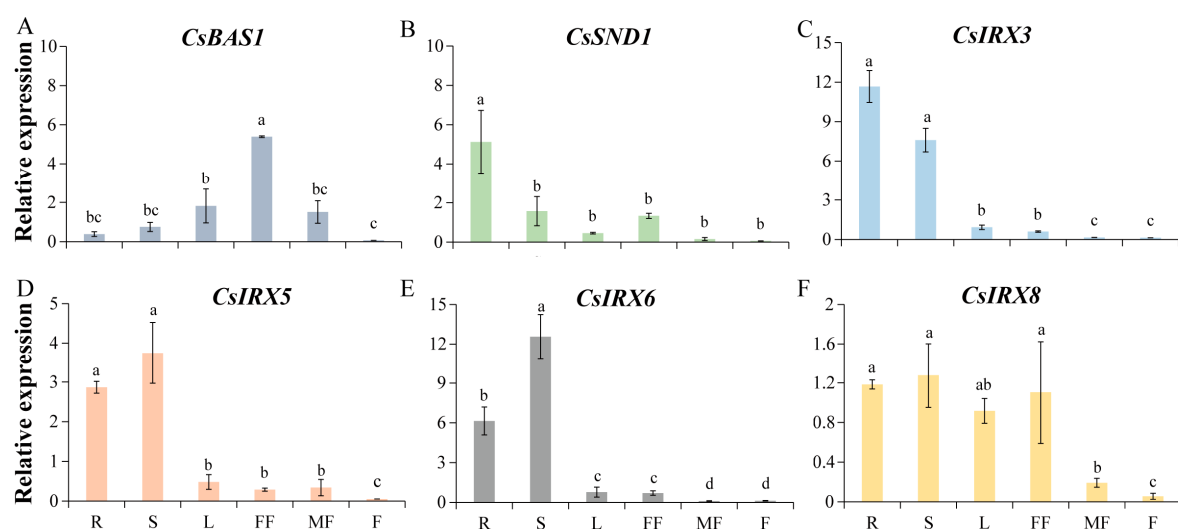 A
CsBAS1
B
CsSND1
C
CsIRX3
Relative expression
10
8
6
4
2
0
bc
bc
b
a
bc
c
10
8
6
4
2
0
a
b
b
b
b
b
15
12
9
6
3
0
a
a
b
b
c
c
D
CsIRX5
E
CsIRX6
F
CsIRX8
Relative expression
5
4
3
2
1
0
a
a
b
b
b
c
15
12
9
6
3
0
b
a
c
c
d
d
2
1.6
1.2
0.8
0.4
0
a
a
ab
a
b
c
R S L FF MF F
R S L FF MF F
R S L FF MF F